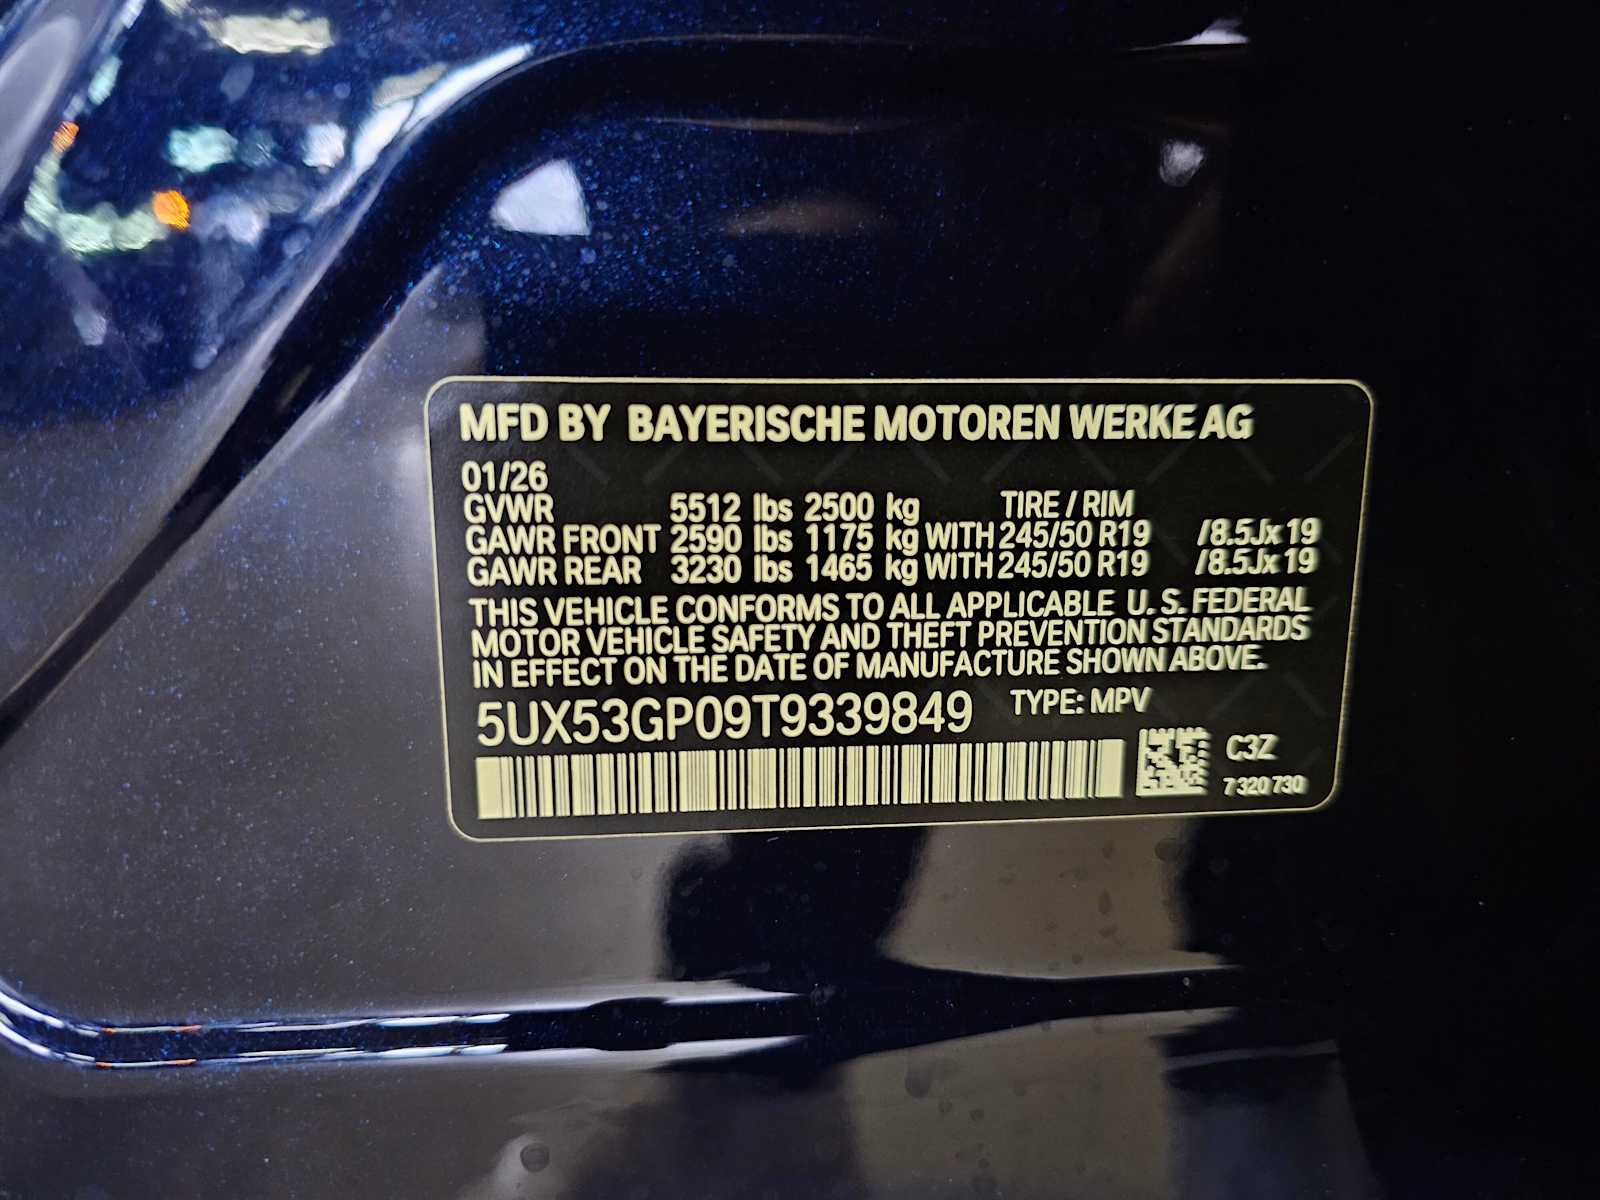 MFD BY BAYERISCHE MOTOREN WERKE AG
01/26
GVWR 5512 lbs 2500 kg TIRE / RIM
GAWR FRONT 2590 lbs 1175 kg WITH 245/50 R19 /8.5Jx19
GAWR REAR 3230 lbs 1465 kg WITH 245/50 R19 /8.5Jx19
THIS VEHICLE CONFORMS TO ALL APPLICABLE U.S. FEDERAL
MOTOR VEHICLE SAFETY AND THEFT PREVENTION STANDARDS
IN EFFECT ON THE DATE OF MANUFACTURE SHOWN ABOVE.
5UX53GP09T9339849 TYPE: MPV
C3Z
7 320 730